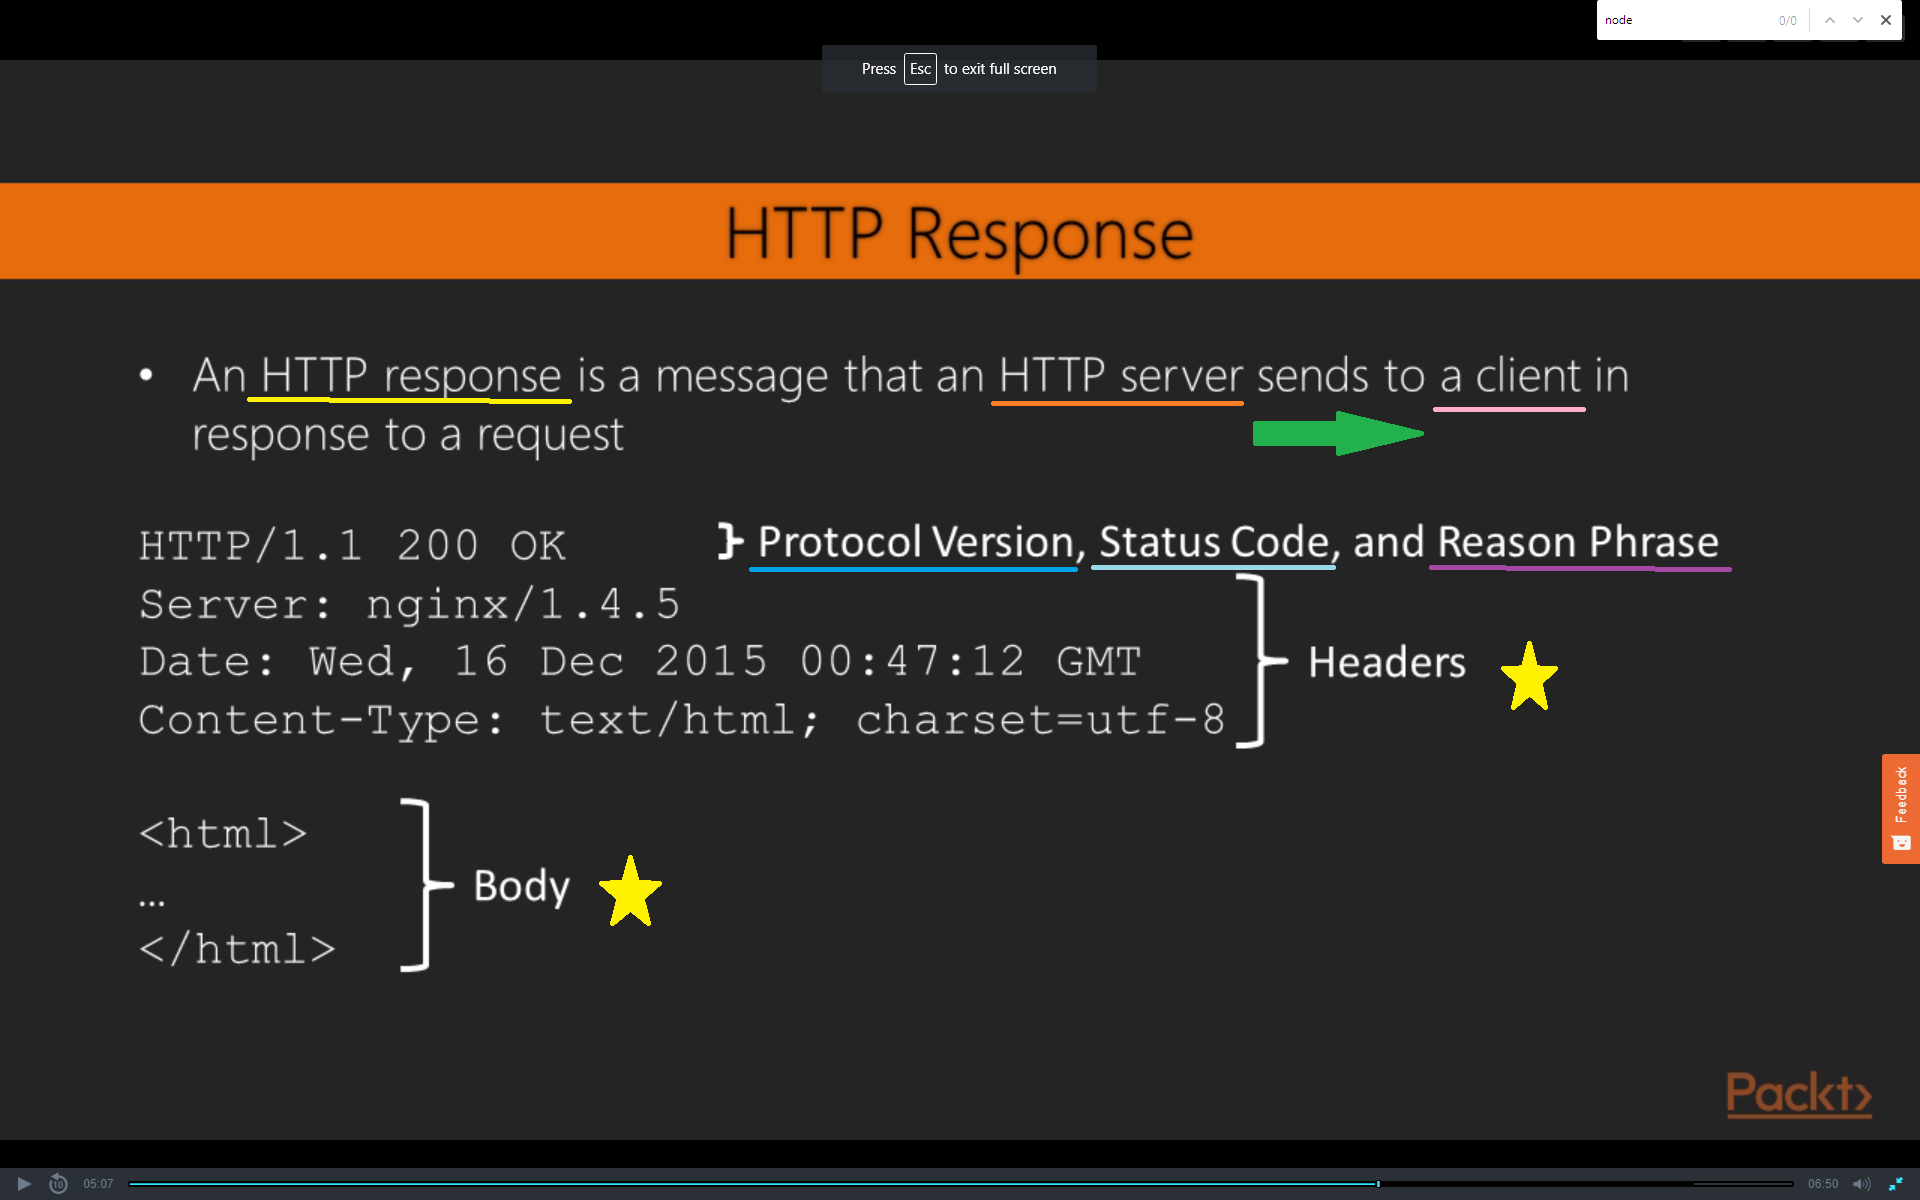 node 0/0
Press Esc to exit full screen
HTTP Response
• An HTTP response is a message that an HTTP server sends to a client in
response to a request
HTTP/1.1 200 OK } Protocol Version, Status Code, and Reason Phrase
Server: nginx/1.4.5
Date: Wed, 16 Dec 2015 00:47:12 GMT
Headers
Content-Type: text/html; charset=utf-8
Feedback
<html>
Body
...
</html>
Packt>
10 05:07 06:50